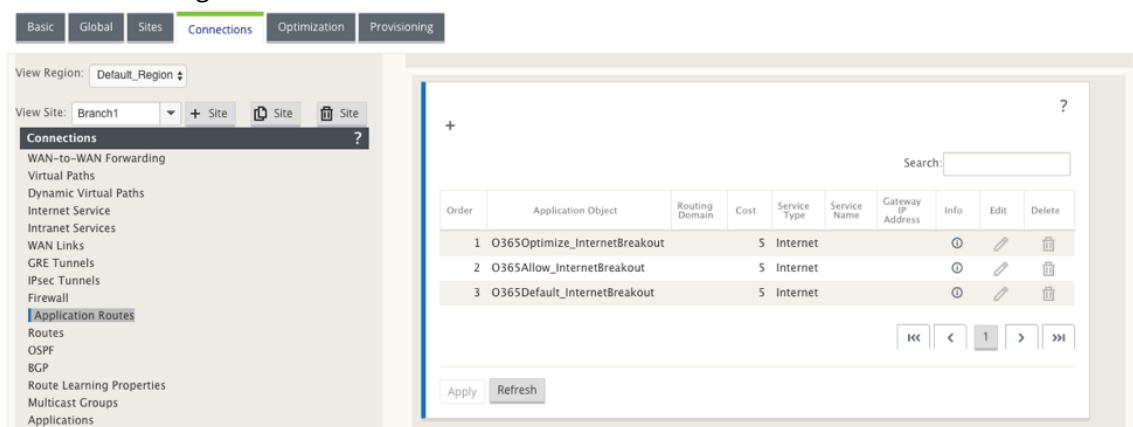 Basic Global Sites Connections Optimization Provisioning
View Region: Default_Region
View Site: Branch1 + Site Site Site
Connections ?
WAN-to-WAN Forwarding
Virtual Paths
Dynamic Virtual Paths
Internet Service
Intranet Services
WAN Links
GRE Tunnels
IPsec Tunnels
Firewall
Application Routes
Routes
OSPF
BGP
Route Learning Properties
Multicast Groups
Applications
?
+
Search:
Order Application Object Routing Domain Cost Service Type Service Name Gateway IP Address Info Edit Delete
1 O365Optimize_InternetBreakout 5 Internet
2 O365Allow_InternetBreakout 5 Internet
3 O365Default_InternetBreakout 5 Internet
1
Apply Refresh